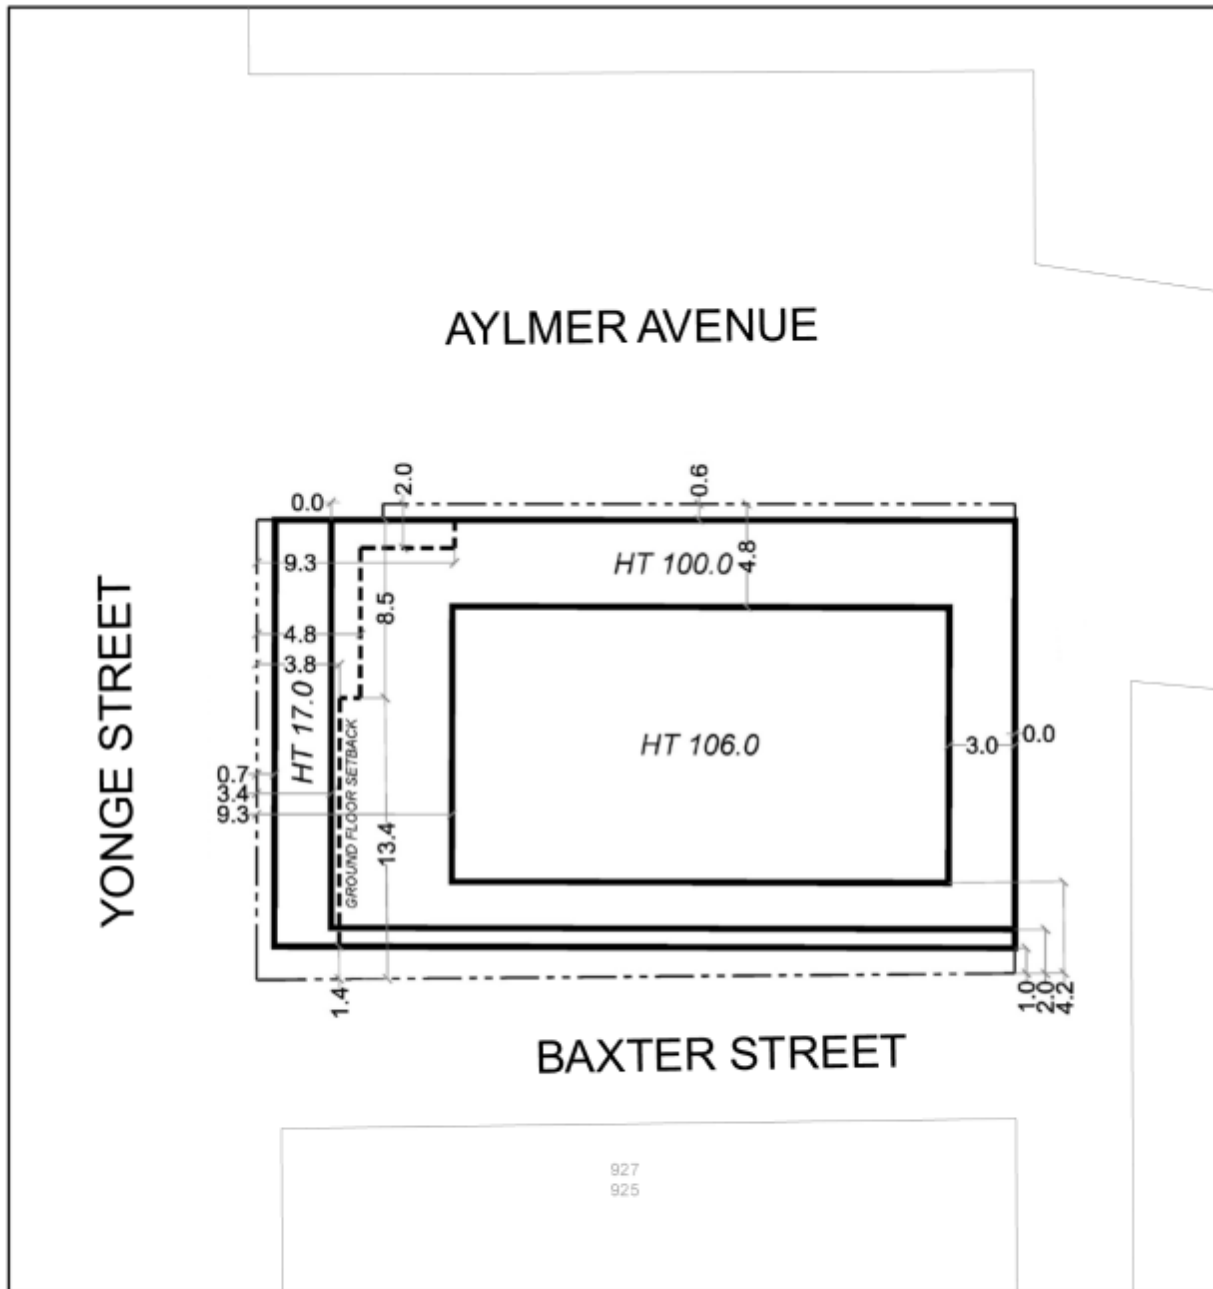 AYLMER AVENUE
0.0
2.0
0.6
9.3
HT 100.0
4.8
8.5
4.8
3.8
HT 17.0
YONGE STREET
GROUND FLOOR SETBACK
HT 106.0
3.0
0.0
0.7
3.4
9.3
13.4
1.4
1.0
2.0
4.2
BAXTER STREET
927
925